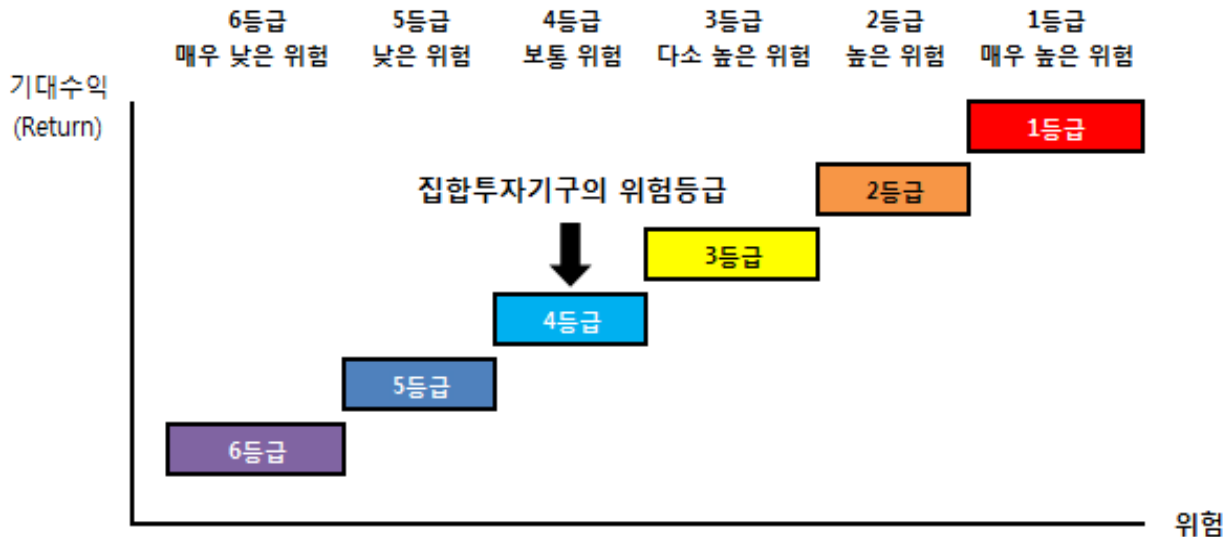 6등급 5등급 4등급 3등급 2등급 1등급
매우 낮은 위험 낮은 위험 보통 위험 다소 높은 위험 높은 위험 매우 높은 위험
기대수익
(Return)
1등급
집합투자기구의 위험등급
2등급
3등급
4등급
5등급
6등급
위험